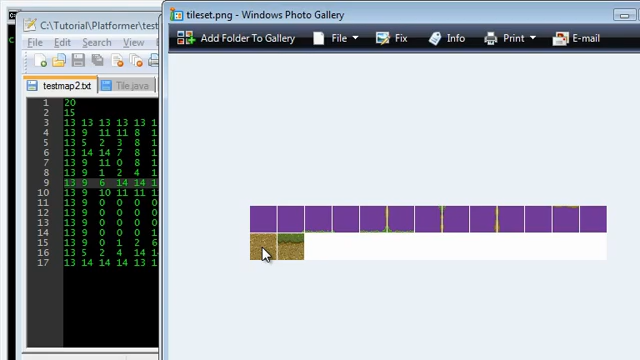 C:\Tutorial\Platformer\test
File Edit Search View
testmap2.txt Tile.java
1 20
2 15
3 13 13 13 13 13 1
4 13 9 11 11 8 1
5 13 5 2 3 8 1
6 13 14 14 7 8 1
7 13 9 11 0 8 1
8 13 9 1 2 4 1
9 13 9 6 14 14 1
10 13 9 10 11 11 1
11 13 9 0 0 0 0
12 13 9 0 0 0 0
13 13 9 0 0 0 0
14 13 9 0 0 0 0
15 13 9 0 1 2 6
16 13 5 2 4 14 1
17 13 14 14 14 13 1
tileset.png - Windows Photo Gallery
Add Folder To Gallery File Fix Info Print E-mail